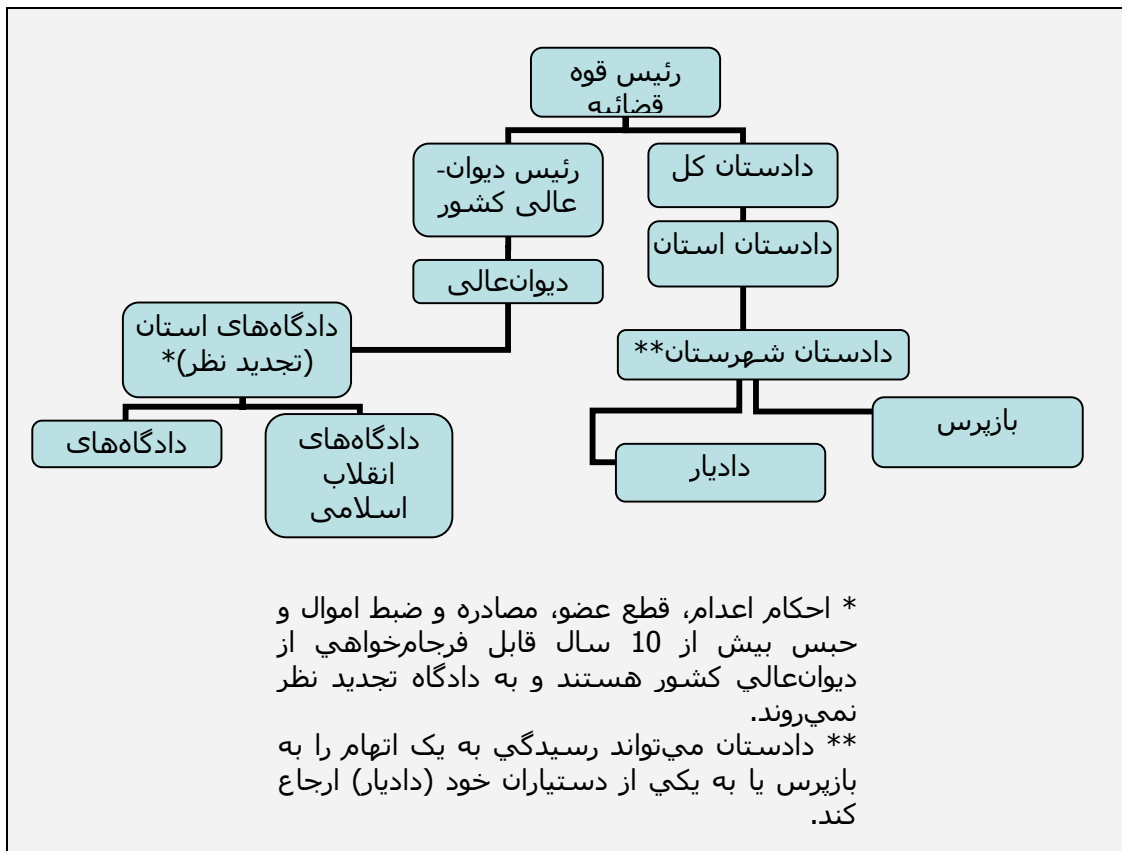 رئیس قوه
قضائیه
دادستان کل
رئیس دیوان-
عالی کشور
دادستان استان
دیوان‌عالی
دادگاه‌های استان
(تجدید نظر)*
دادستان شهرستان**
بازپرس
دادیار
دادگاه‌های
انقلاب
اسلامی
دادگاه‌های
* احکام اعدام، قطع عضو، مصادره و ضبط اموال و
حبس بیش از 10 سال قابل فرجام‌خواهي از
دیوان‌عالي کشور هستند و به دادگاه تجدید نظر
نمي‌روند.
** دادستان مي‌تواند رسیدگي به یک اتهام را به
بازپرس یا به یکي از دستیاران خود (دادیار) ارجاع
کند.